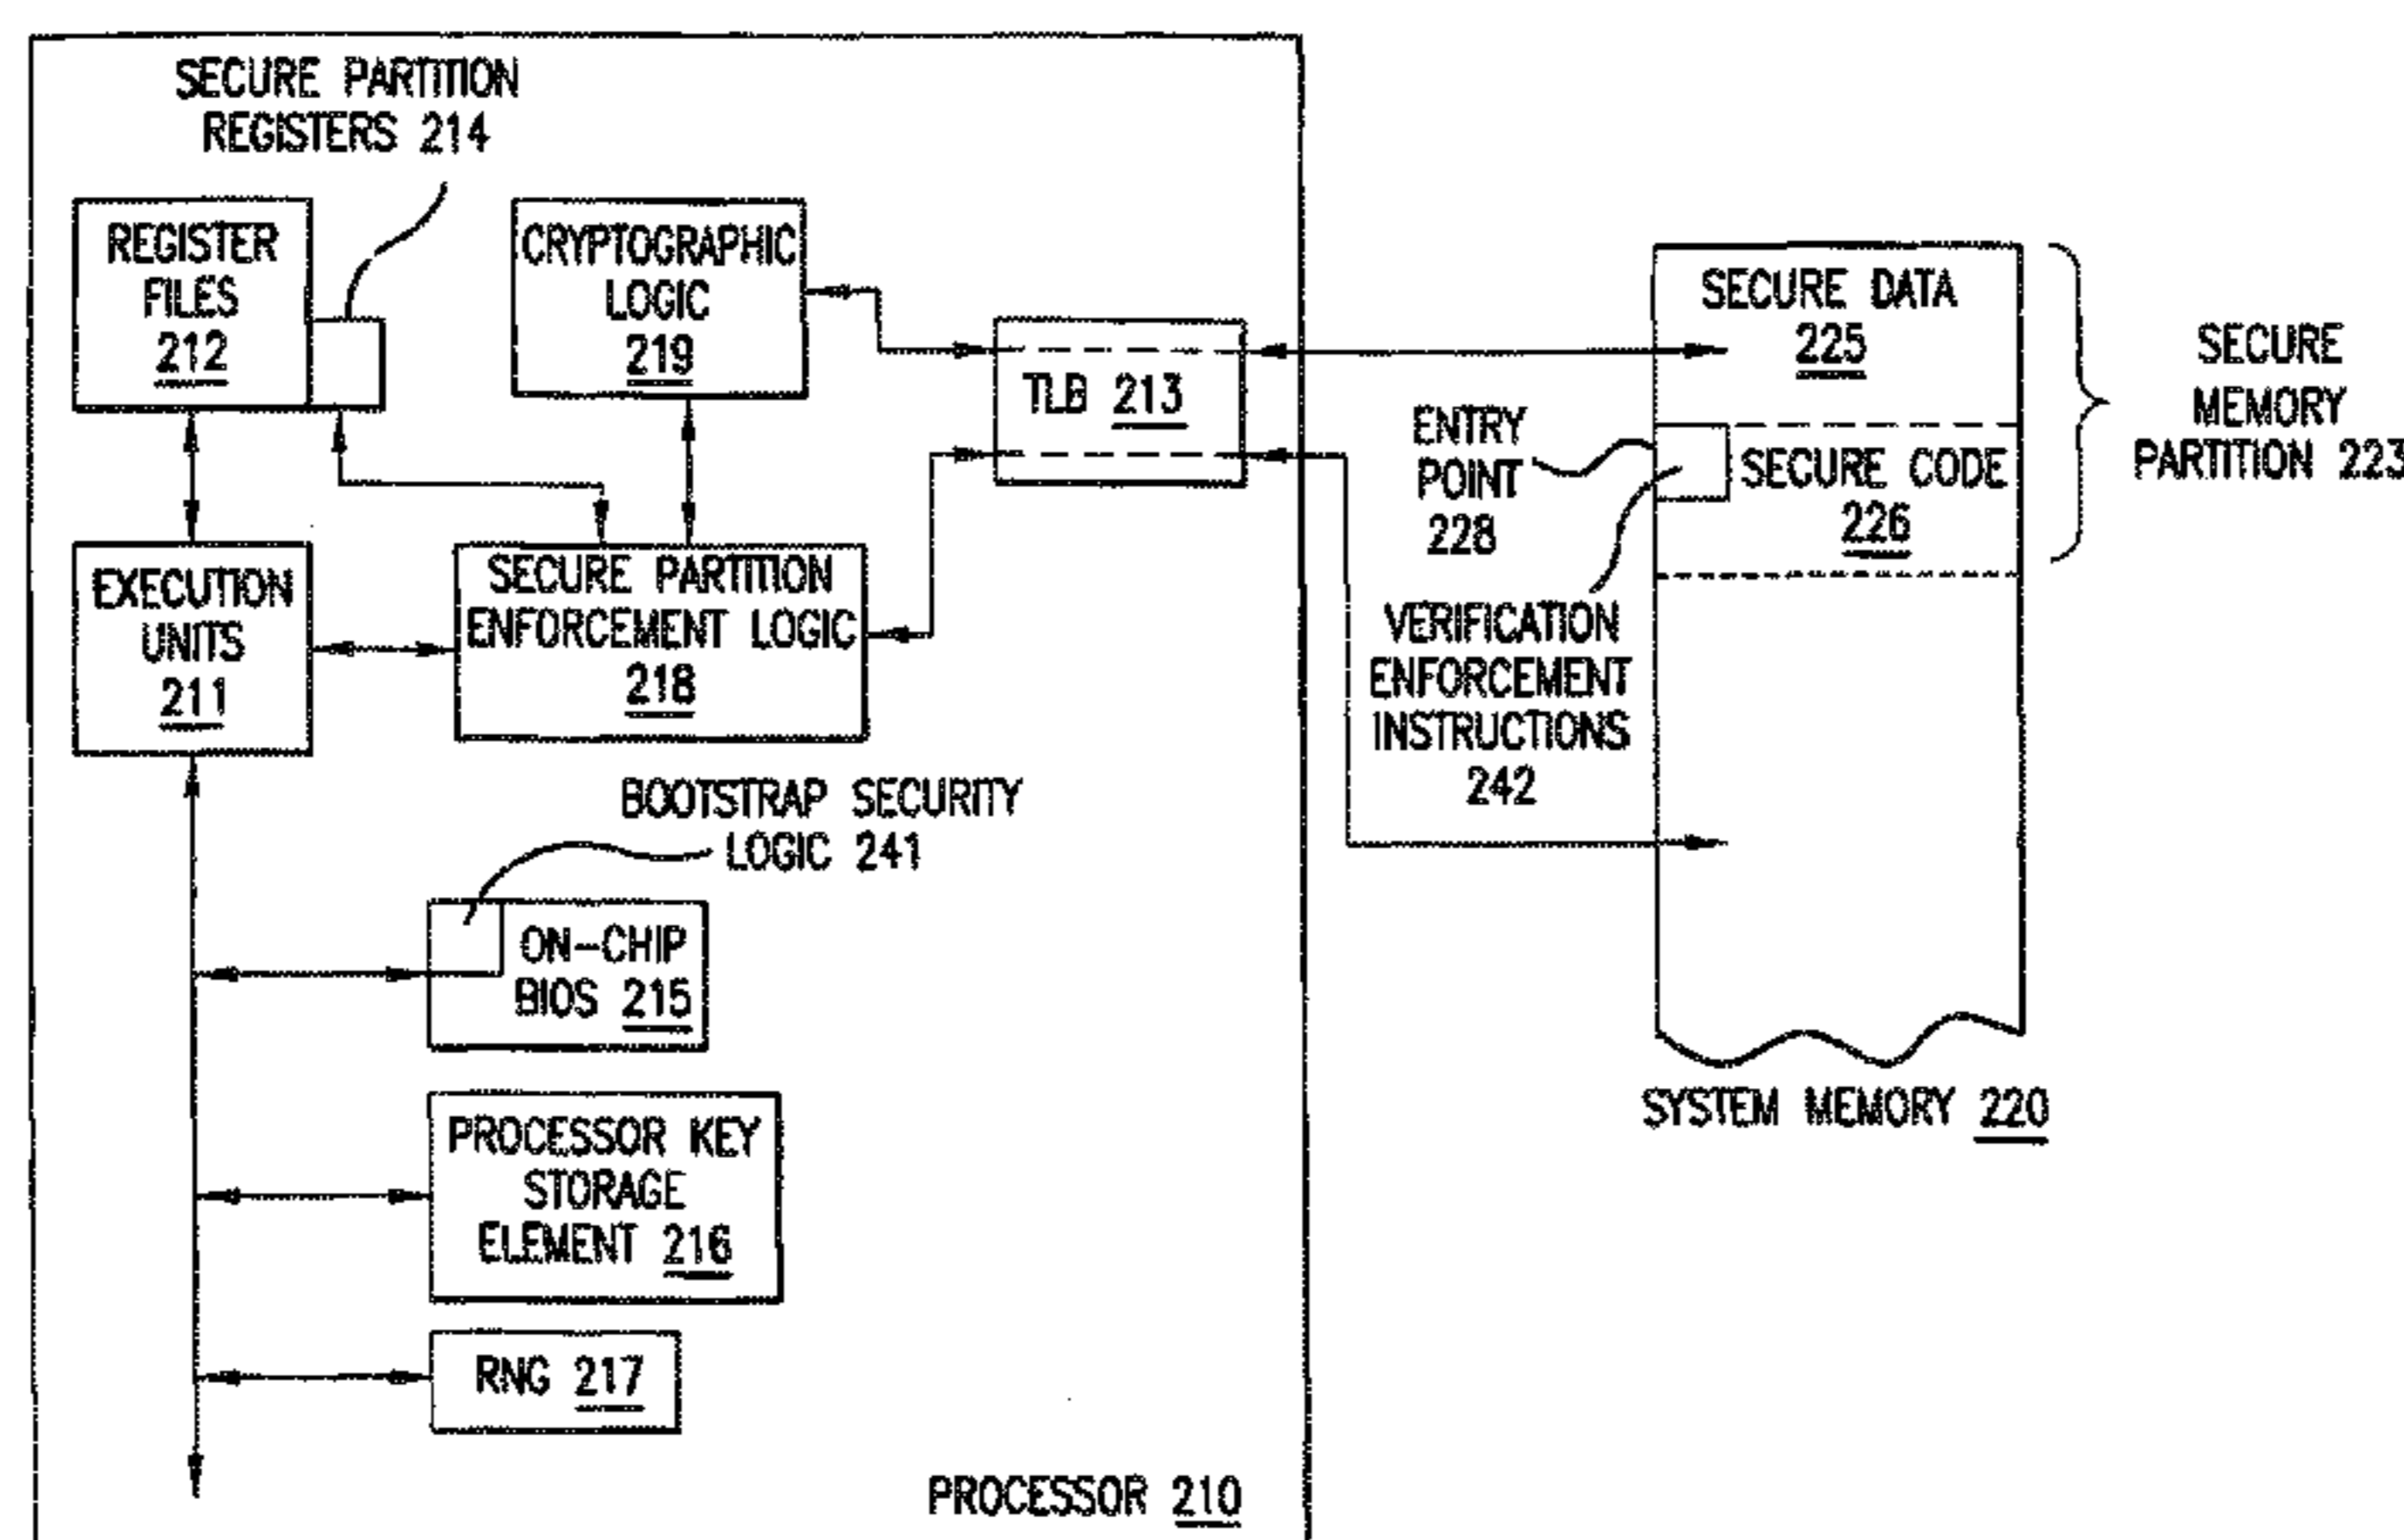 SECURE PARTITION
REGISTERS 214
REGISTER
FILES
212
CRYPTOGRAPHIC
LOGIC
219
TLB 213
EXECUTION
UNITS
211
SECURE PARTITION
ENFORCEMENT LOGIC
218
BOOTSTRAP SECURITY
LOGIC 241
ON-CHIP
BIOS 215
PROCESSOR KEY
STORAGE
ELEMENT 216
RNG 217
PROCESSOR 210
SECURE DATA
225
ENTRY
POINT
228
SECURE CODE
226
VERIFICATION
ENFORCEMENT
INSTRUCTIONS
242
SECURE
MEMORY
PARTITION 223
SYSTEM MEMORY 220